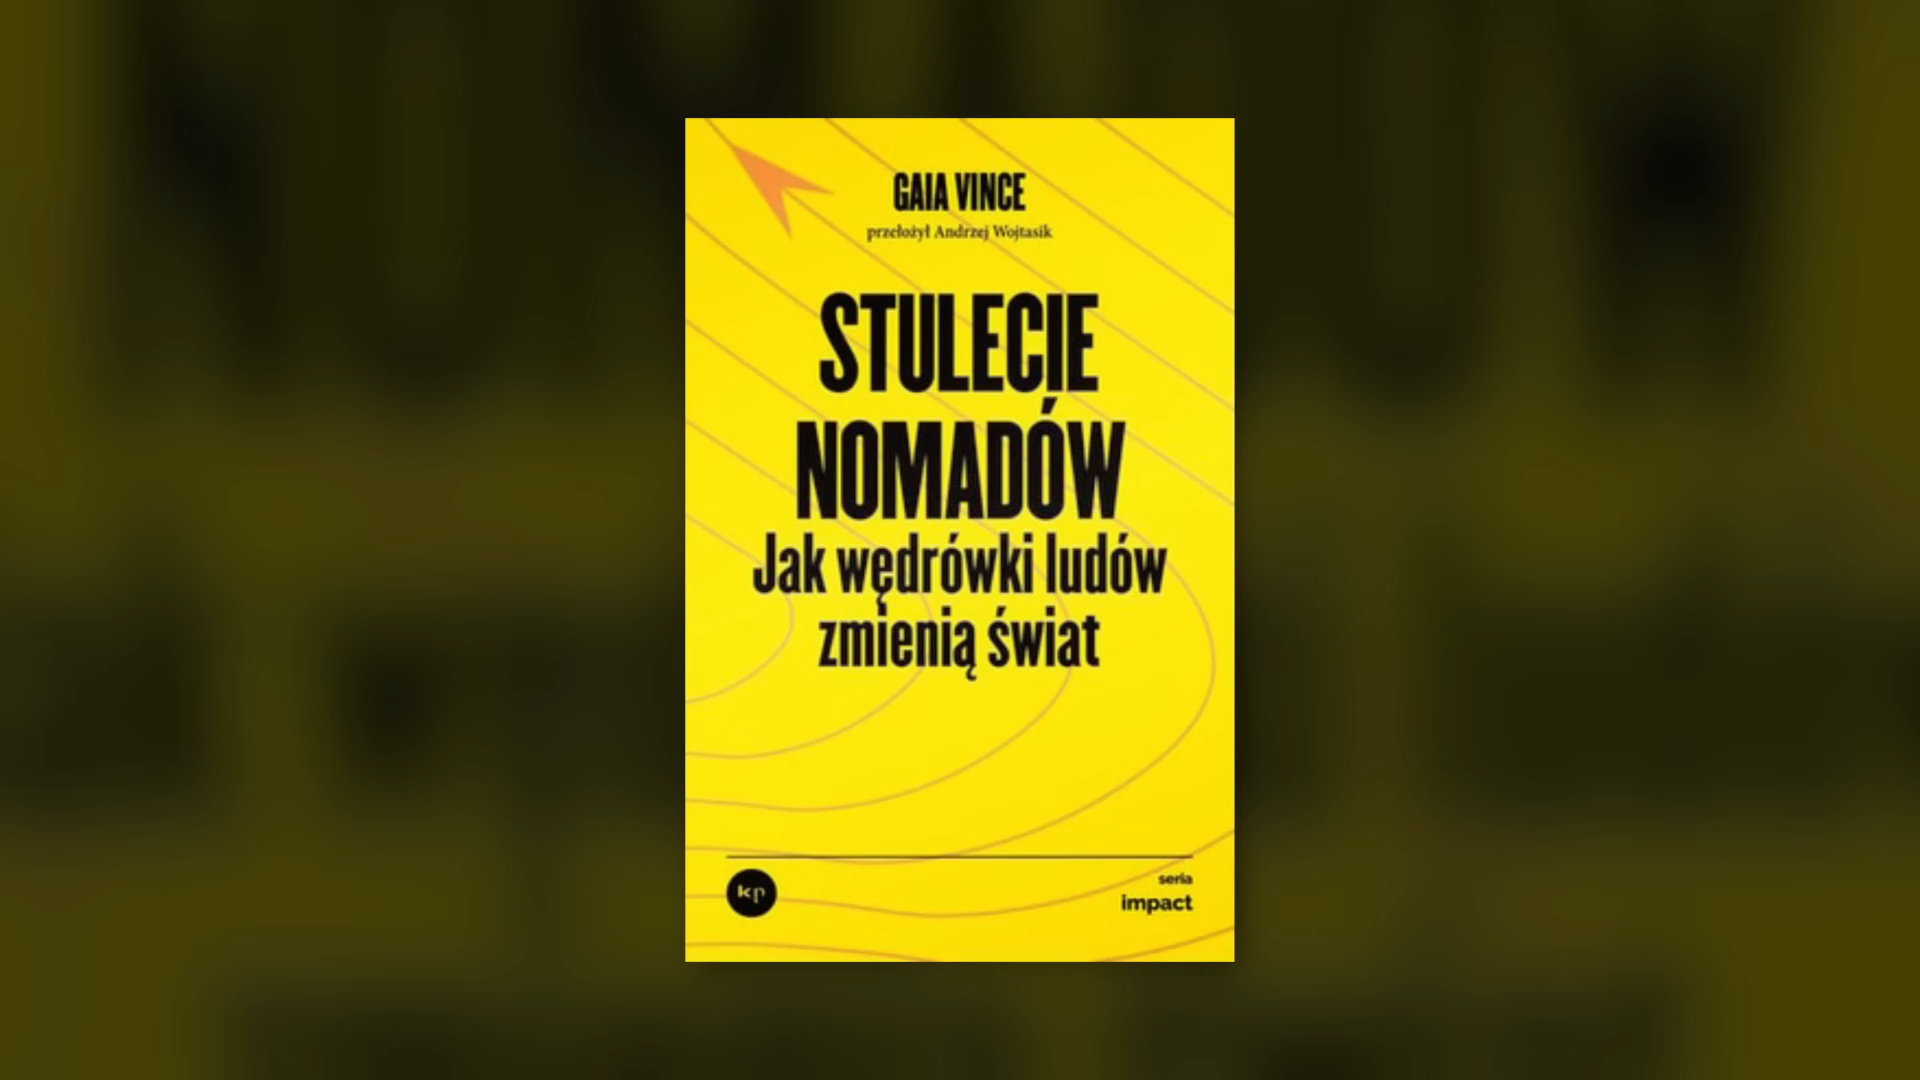 GAIA VINCE
przełożył Andrzej Wojtasik
STULECIE
NOMADÓW
Jak wędrówki ludów
zmienią świat
kp
seria
impact